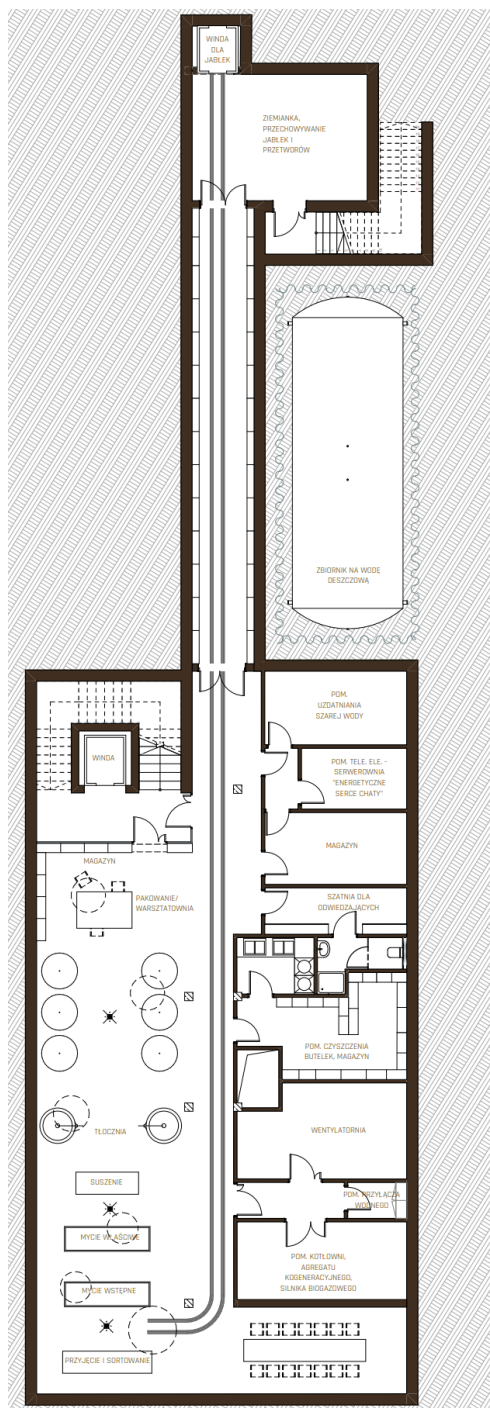 WINDA
DLA
JABŁEK
ZIEMIANKA,
PRZECHOWYWANIE
JABŁEK I
PRZETWORÓW
ZBIORNIK NA WODĘ
DESZCZOWĄ
POM.
UZDATNIANIA
SZAREJ WODY
WINDA
POM. TELE. ELE. -
SERWEROWNIA
"ENERGETYCZNE
SERCE CHATY"
MAGAZYN
MAGAZYN
SZATNIA DLA
ODWIEDZAJĄCYCH
PAKOWANIE/
WARSZTATOWNIA
POM. CZYSZCZENIA
BUTELEK, MAGAZYN
TŁOCZNIA
WENTYLATORNIA
SUSZENIE
POM. PRZYŁĄCZA
WODNEGO
MYCIE WŁAŚCIWE
POM. KOTŁOWNI,
AGREGATU
KOGENERACYJNEGO,
SILNIKA BIOGAZOWEGO
MYCIE WSTĘPNE
PRZYJĘCIE I SORTOWANIE